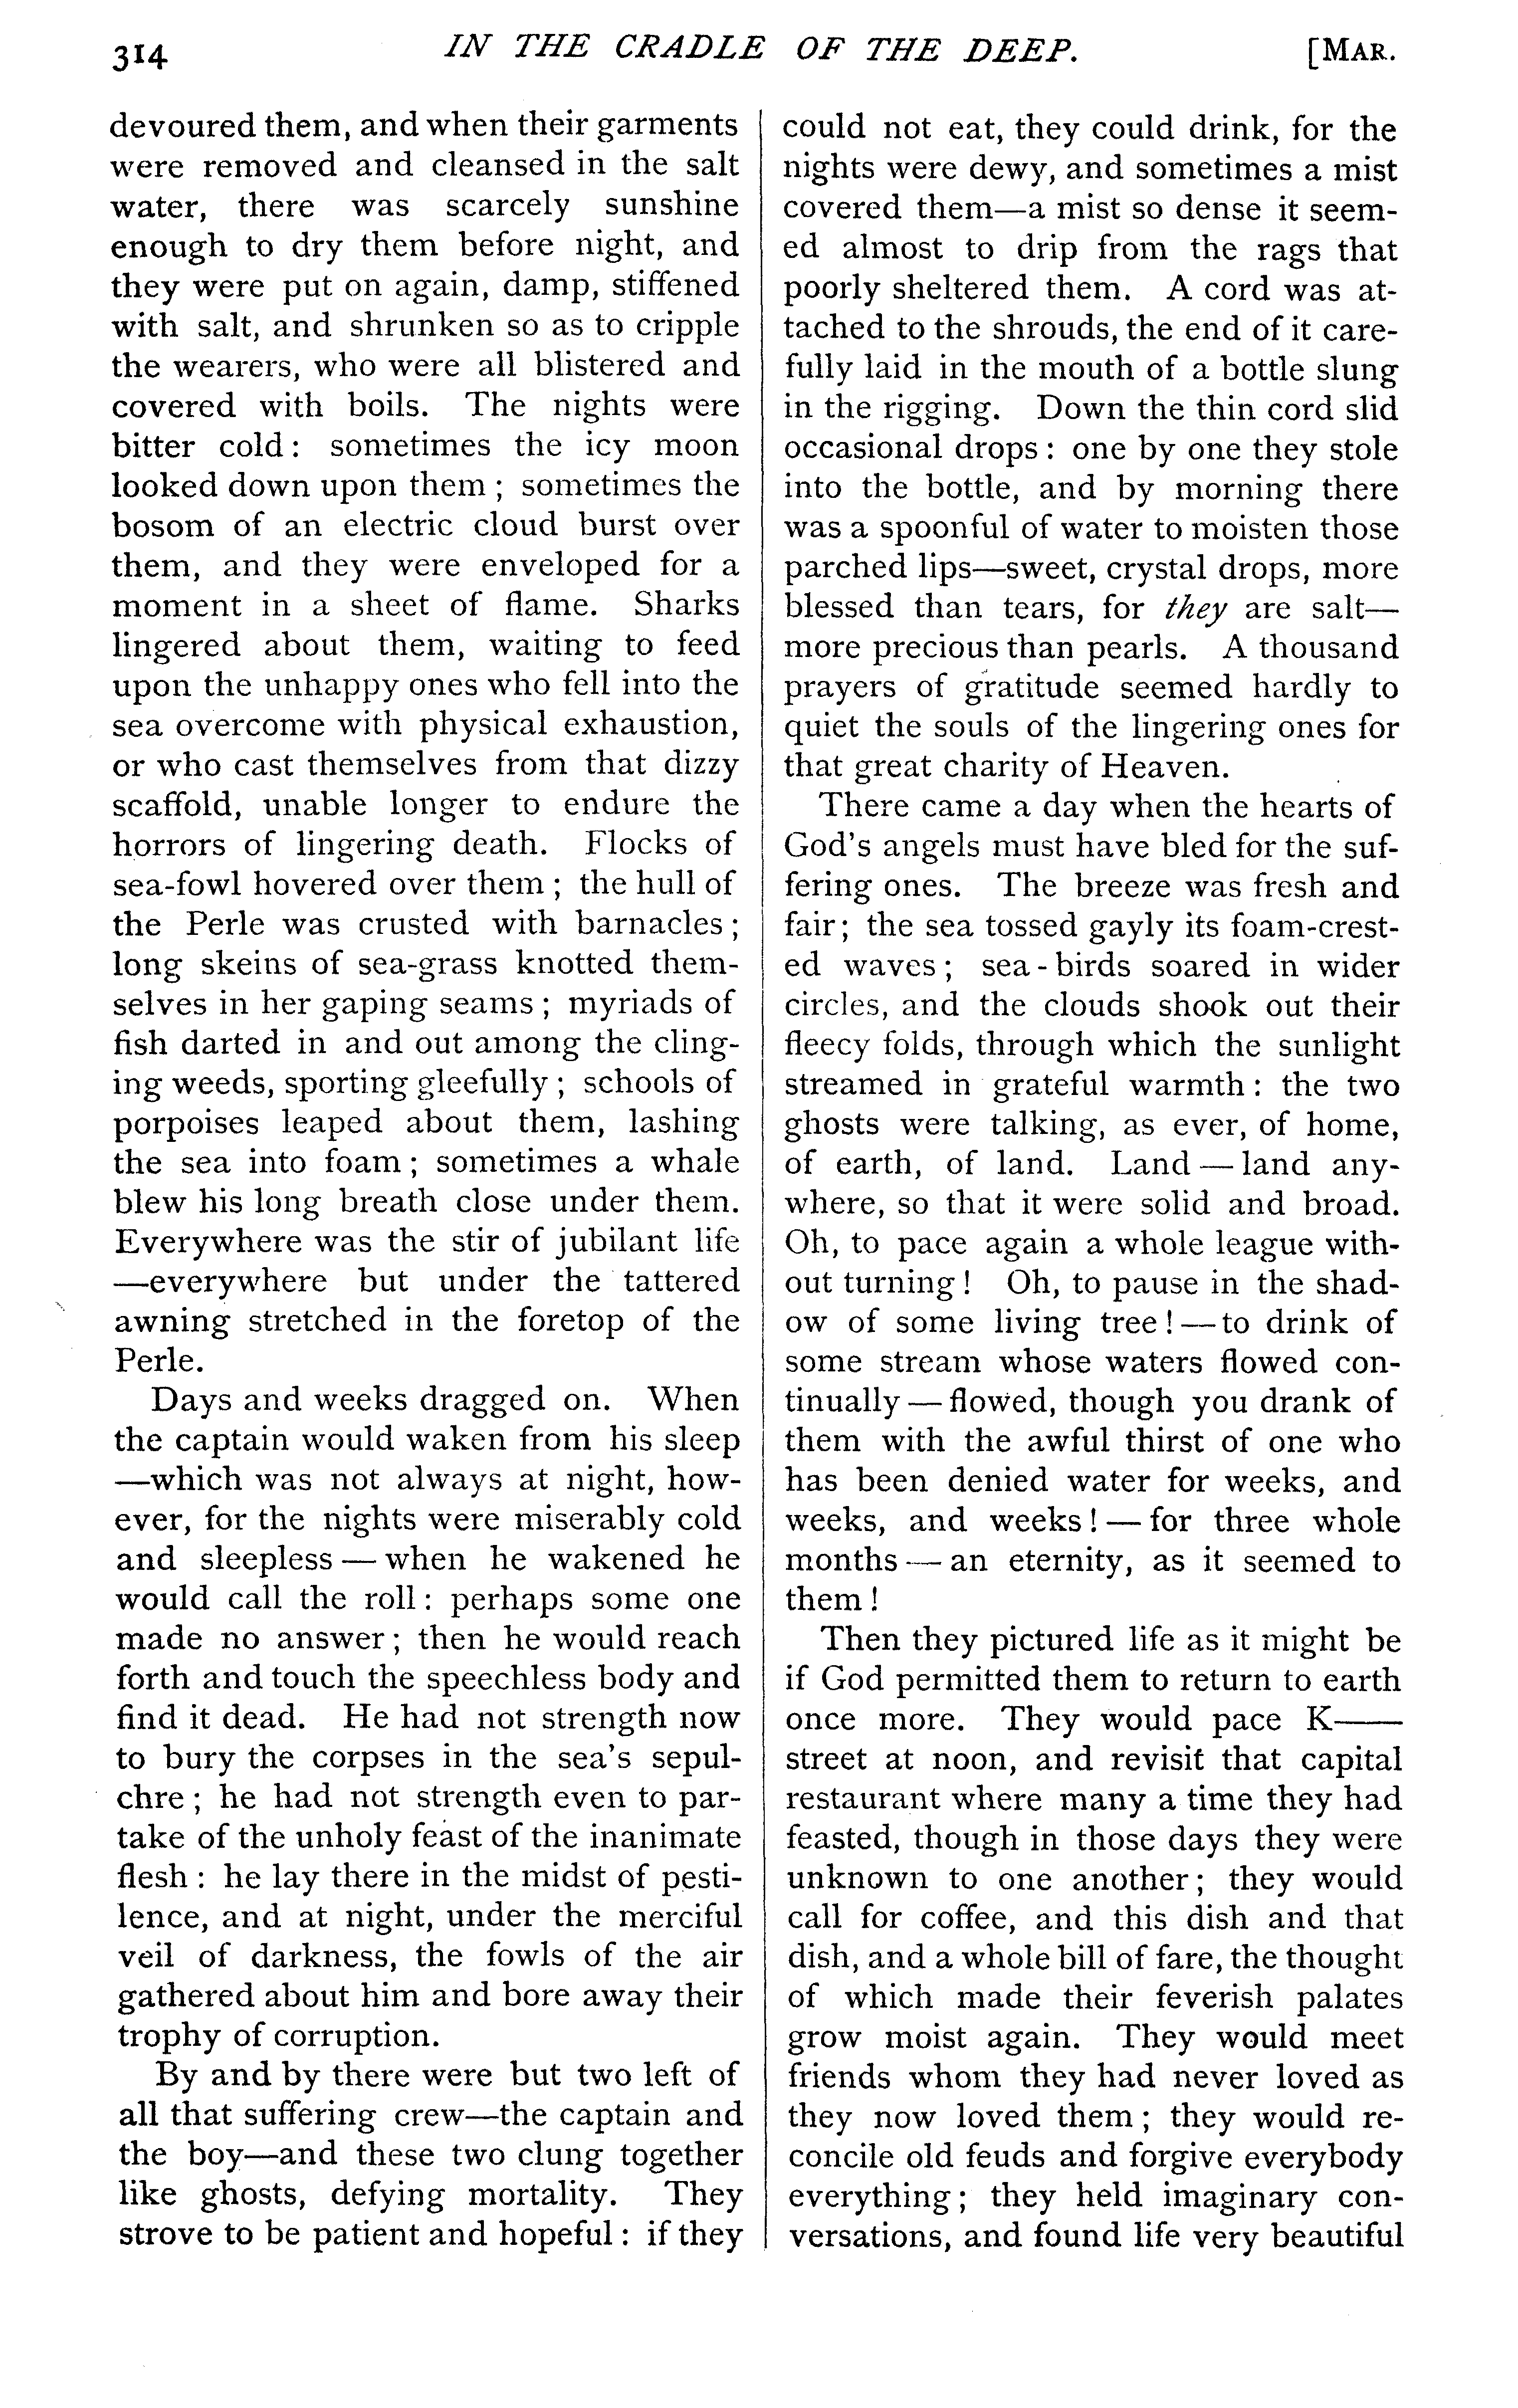 314 IN THE CRADLE OF THE DEEP. [MAR.
devoured them, and when their garments
were removed and cleansed in the salt
water, there was scarcely sunshine
enough to dry them before night, and
they were put on again, damp, stiffened
with salt, and shrunken so as to cripple
the wearers, who were all blistered and
covered with boils. The nights were
bitter cold : sometimes the icy moon
looked down upon them ; sometimes the
bosom of an electric cloud burst over
them, and they were enveloped for a
moment in a sheet of flame. Sharks
lingered about them, waiting to feed
upon the unhappy ones who fell into the
sea overcome with physical exhaustion,
or who cast themselves from that dizzy
scaffold, unable longer to endure the
horrors of lingering death. Flocks of
sea-fowl hovered over them ; the hull of
the Perle was crusted with barnacles ;
long skeins of sea-grass knotted them-
selves in her gaping seams ; myriads of
fish darted in and out among the cling-
ing weeds, sporting gleefully ; schools of
porpoises leaped about them, lashing
the sea into foam ; sometimes a whale
blew his long breath close under them.
Everywhere was the stir of jubilant life
—everywhere but under the tattered
awning stretched in the foretop of the
Perle.
Days and weeks dragged on. When
the captain would waken from his sleep
—which was not always at night, how-
ever, for the nights were miserably cold
and sleepless — when he wakened he
would call the roll : perhaps some one
made no answer ; then he would reach
forth and touch the speechless body and
find it dead. He had not strength now
to bury the corpses in the sea's sepul-
chre ; he had not strength even to par-
take of the unholy feast of the inanimate
flesh : he lay there in the midst of pesti-
lence, and at night, under the merciful
veil of darkness, the fowls of the air
gathered about him and bore away their
trophy of corruption.
By and by there were but two left of
all that suffering crew—the captain and
the boy—and these two clung together
like ghosts, defying mortality. They
strove to be patient and hopeful : if they
could not eat, they could drink, for the
nights were dewy, and sometimes a mist
covered them—a mist so dense it seem-
ed almost to drip from the rags that
poorly sheltered them. A cord was at-
tached to the shrouds, the end of it care-
fully laid in the mouth of a bottle slung
in the rigging. Down the thin cord slid
occasional drops : one by one they stole
into the bottle, and by morning there
was a spoonful of water to moisten those
parched lips—sweet, crystal drops, more
blessed than tears, for they are salt—
more precious than pearls. A thousand
prayers of gratitude seemed hardly to
quiet the souls of the lingering ones for
that great charity of Heaven.
There came a day when the hearts of
God's angels must have bled for the suf-
fering ones. The breeze was fresh and
fair ; the sea tossed gayly its foam-crest-
ed waves ; sea-birds soared in wider
circles, and the clouds shook out their
fleecy folds, through which the sunlight
streamed in grateful warmth : the two
ghosts were talking, as ever, of home,
of earth, of land. Land — land any-
where, so that it were solid and broad.
Oh, to pace again a whole league with-
out turning ! Oh, to pause in the shad-
ow of some living tree ! — to drink of
some stream whose waters flowed con-
tinually — flowed, though you drank of
them with the awful thirst of one who
has been denied water for weeks, and
weeks, and weeks ! — for three whole
months — an eternity, as it seemed to
them !
Then they pictured life as it might be
if God permitted them to return to earth
once more. They would pace K——
street at noon, and revisit that capital
restaurant where many a time they had
feasted, though in those days they were
unknown to one another ; they would
call for coffee, and this dish and that
dish, and a whole bill of fare, the thought
of which made their feverish palates
grow moist again. They would meet
friends whom they had never loved as
they now loved them ; they would re-
concile old feuds and forgive everybody
everything ; they held imaginary con-
versations, and found life very beautiful